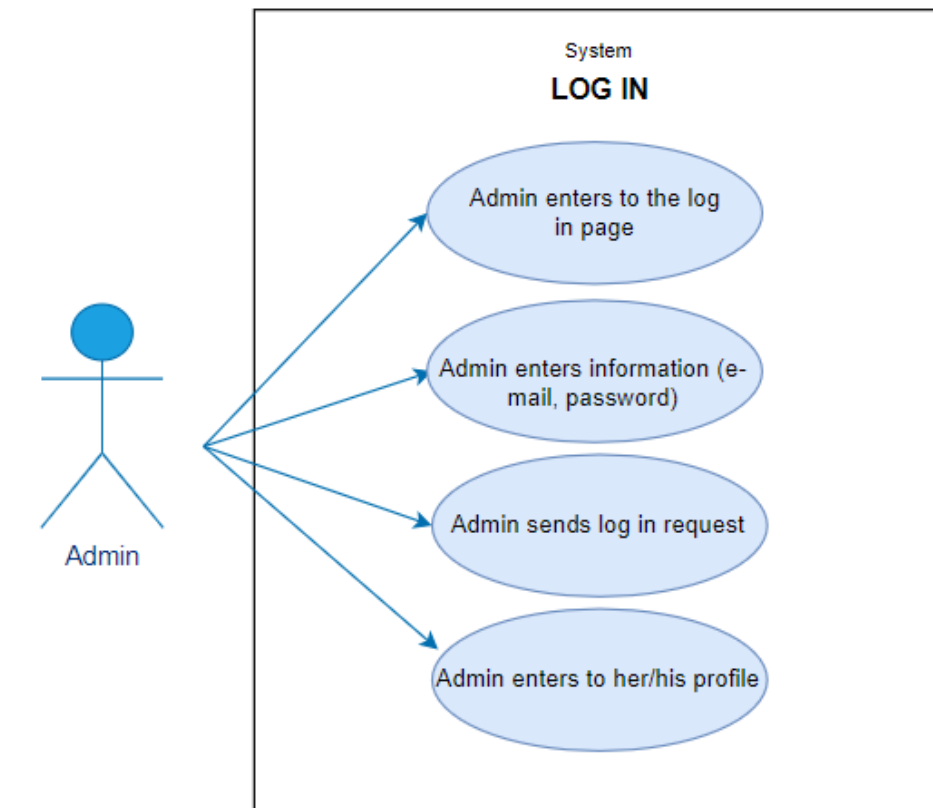 System
LOG IN
Admin enters to the log
in page
Admin enters information (e-
mail, password)
Admin sends log in request
Admin enters to her/his profile
Admin